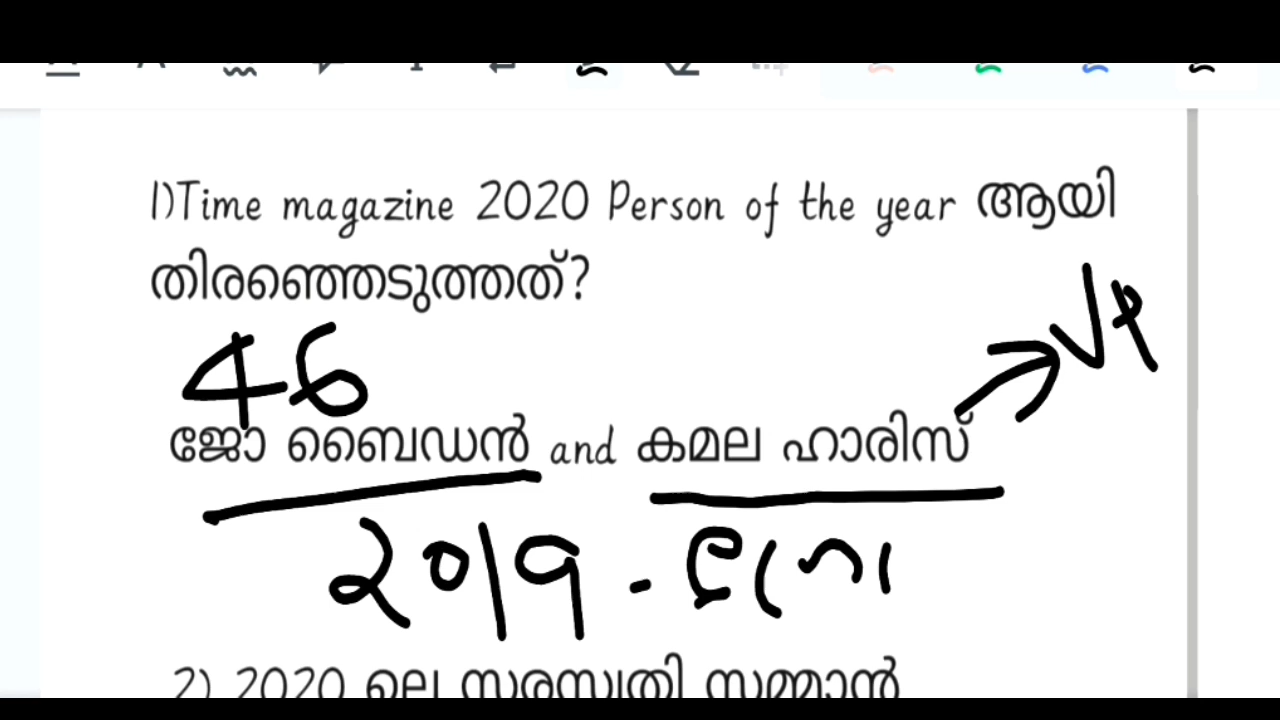 1)Time magazine 2020 Person of the year ആയി
തിരഞ്ഞെടുത്തത്?
46
VP
ജോ ബൈഡൻ and കമല ഹാരിസ്
2019 -
2) 2020 ലെ സരസ്വതി സമ്മാൻ